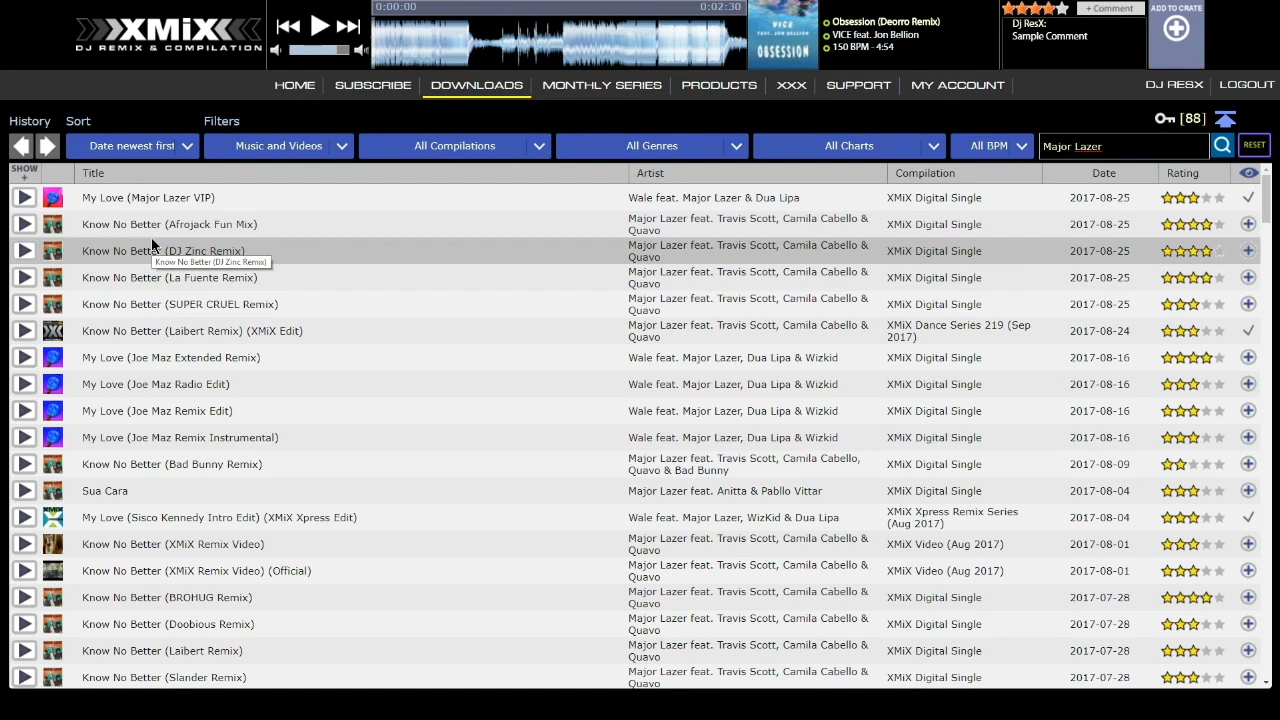 XMiX
DJ REMIX & COMPILATION
0:00:00
0:02:30
VICE
FEAT. JON BELLION
OBSESSION
Obsession (Deorro Remix)
VICE feat. Jon Bellion
150 BPM - 4:54
+ Comment
Dj ResX:
Sample Comment
ADD TO CRATE
HOME SUBSCRIBE DOWNLOADS MONTHLY SERIES PRODUCTS XXX SUPPORT MY ACCOUNT DJ RESX LOGOUT
History Sort Filters [88]
Date newest first Music and Videos All Compilations All Genres All Charts All BPM Major Lazer RESET
SHOW +
Title Artist Compilation Date Rating
My Love (Major Lazer VIP) Wale feat. Major Lazer & Dua Lipa XMiX Digital Single 2017-08-25
Know No Better (Afrojack Fun Mix) Major Lazer feat. Travis Scott, Camila Cabello & Quavo XMiX Digital Single 2017-08-25
Know No Better (DJ Zinc Remix) Major Lazer feat. Travis Scott, Camila Cabello & Quavo XMiX Digital Single 2017-08-25
Know No Better (DJ Zinc Remix)
Know No Better (La Fuente Remix) Major Lazer feat. Travis Scott, Camila Cabello & Quavo XMiX Digital Single 2017-08-25
Know No Better (SUPER CRUEL Remix) Major Lazer feat. Travis Scott, Camila Cabello & Quavo XMiX Digital Single 2017-08-25
Know No Better (Laibert Remix) (XMiX Edit) Major Lazer feat. Travis Scott, Camila Cabello & Quavo XMiX Dance Series 219 (Sep 2017) 2017-08-24
My Love (Joe Maz Extended Remix) Wale feat. Major Lazer, Dua Lipa & Wizkid XMiX Digital Single 2017-08-16
My Love (Joe Maz Radio Edit) Wale feat. Major Lazer, Dua Lipa & Wizkid XMiX Digital Single 2017-08-16
My Love (Joe Maz Remix Edit) Wale feat. Major Lazer, Dua Lipa & Wizkid XMiX Digital Single 2017-08-16
My Love (Joe Maz Remix Instrumental) Wale feat. Major Lazer, Dua Lipa & Wizkid XMiX Digital Single 2017-08-16
Know No Better (Bad Bunny Remix) Major Lazer feat. Travis Scott, Camila Cabello, Quavo & Bad Bunny XMiX Digital Single 2017-08-09
Sua Cara Major Lazer feat. Anitta & Pabllo Vittar XMiX Digital Single 2017-08-04
My Love (Sisco Kennedy Intro Edit) (XMiX Xpress Edit) Wale feat. Major Lazer, WizKid & Dua Lipa XMiX Xpress Remix Series (Aug 2017) 2017-08-04
Know No Better (XMiX Remix Video) Major Lazer feat. Travis Scott, Camila Cabello & Quavo XMiX Video (Aug 2017) 2017-08-01
Know No Better (XMiX Remix Video) (Official) Major Lazer feat. Travis Scott, Camila Cabello & Quavo XMiX Video (Aug 2017) 2017-08-01
Know No Better (BROHUG Remix) Major Lazer feat. Travis Scott, Camila Cabello & Quavo XMiX Digital Single 2017-07-28
Know No Better (Doobious Remix) Major Lazer feat. Travis Scott, Camila Cabello & Quavo XMiX Digital Single 2017-07-28
Know No Better (Laibert Remix) Major Lazer feat. Travis Scott, Camila Cabello & Quavo XMiX Digital Single 2017-07-28
Know No Better (Slander Remix) Major Lazer feat. Travis Scott, Camila Cabello & Quavo XMiX Digital Single 2017-07-28